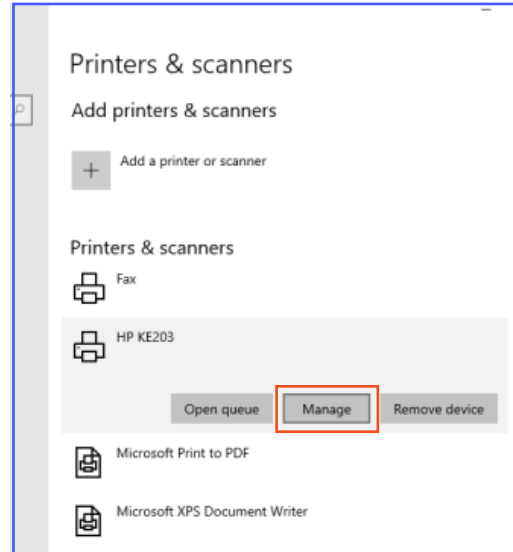 Printers & scanners
Add printers & scanners
Add a printer or scanner
Printers & scanners
Fax
HP KE203
Open queue Manage Remove device
Microsoft Print to PDF
Microsoft XPS Document Writer